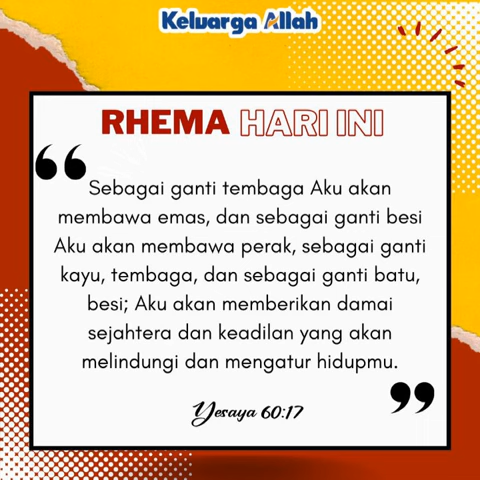 Keluarga Allah
RHEMA HARI INI
Sebagai ganti tembaga Aku akan
membawa emas, dan sebagai ganti besi
Aku akan membawa perak, sebagai ganti
kayu, tembaga, dan sebagai ganti batu,
besi; Aku akan memberikan damai
sejahtera dan keadilan yang akan
melindungi dan mengatur hidupmu.
Yesaya 60:17